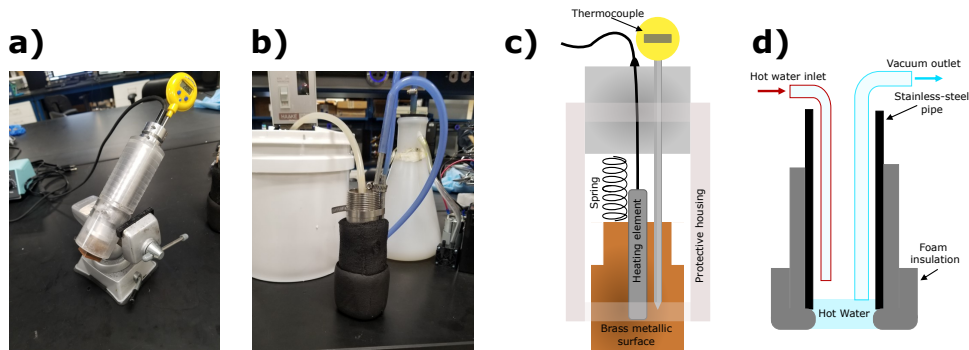 a)
b)
c)
d)
Thermocouple
Spring
Heating element
Protective housing
Brass metallic
surface
Vacuum outlet
Hot water inlet
Stainless-steel
pipe
Foam
insulation
Hot Water